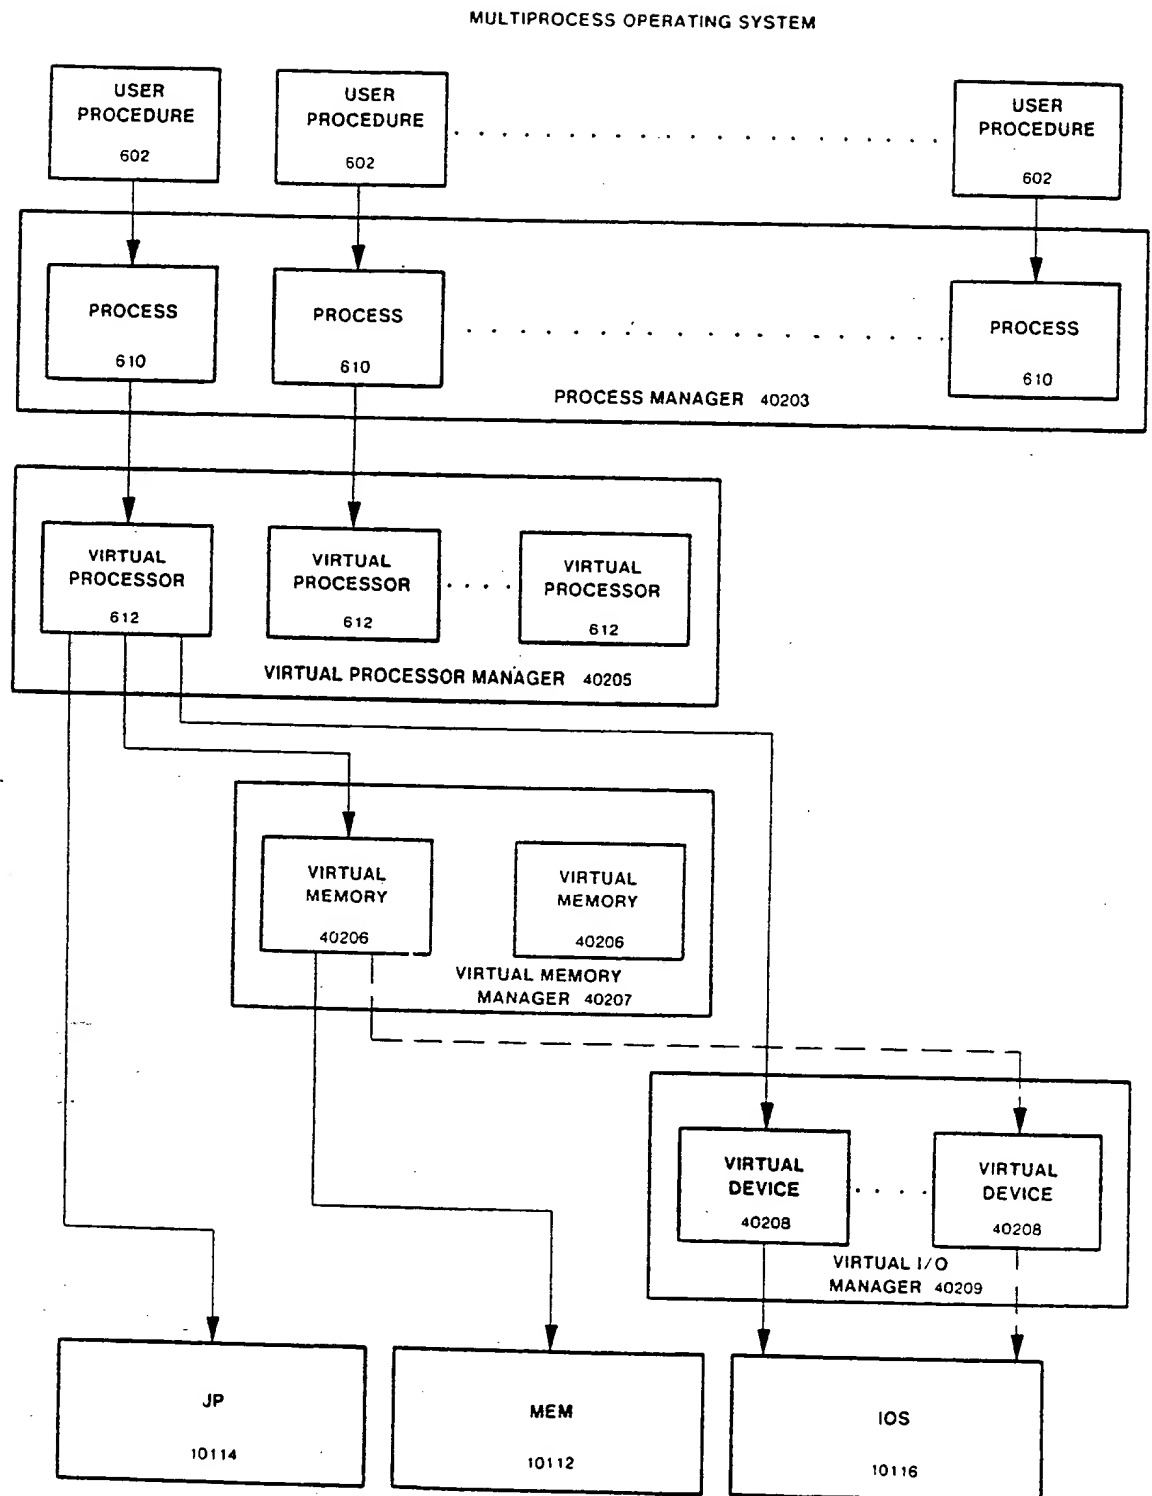 MULTIPROCESS OPERATING SYSTEM
USER
PROCEDURE
602
USER
PROCEDURE
602
USER
PROCEDURE
602
PROCESS
610
PROCESS
610
PROCESS
610
PROCESS MANAGER 40203
VIRTUAL
PROCESSOR
612
VIRTUAL
PROCESSOR
612
VIRTUAL
PROCESSOR
612
VIRTUAL PROCESSOR MANAGER 40205
VIRTUAL
MEMORY
40206
VIRTUAL
MEMORY
40206
VIRTUAL MEMORY
MANAGER 40207
VIRTUAL
DEVICE
40208
VIRTUAL
DEVICE
40208
VIRTUAL I/O
MANAGER 40209
JP
10114
MEM
10112
IOS
10116